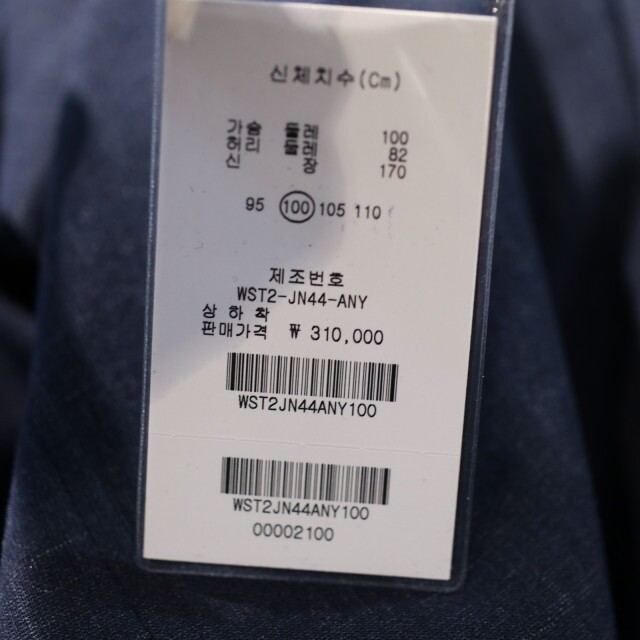 신체치수(Cm)
가슴 둘레 100
허리 둘레 82
신 장 170
95 100 105 110
제조번호
WST2-JN44-ANY
상 하 착
판매가격 ₩ 310,000
WST2JN44ANY100
WST2JN44ANY100
00002100